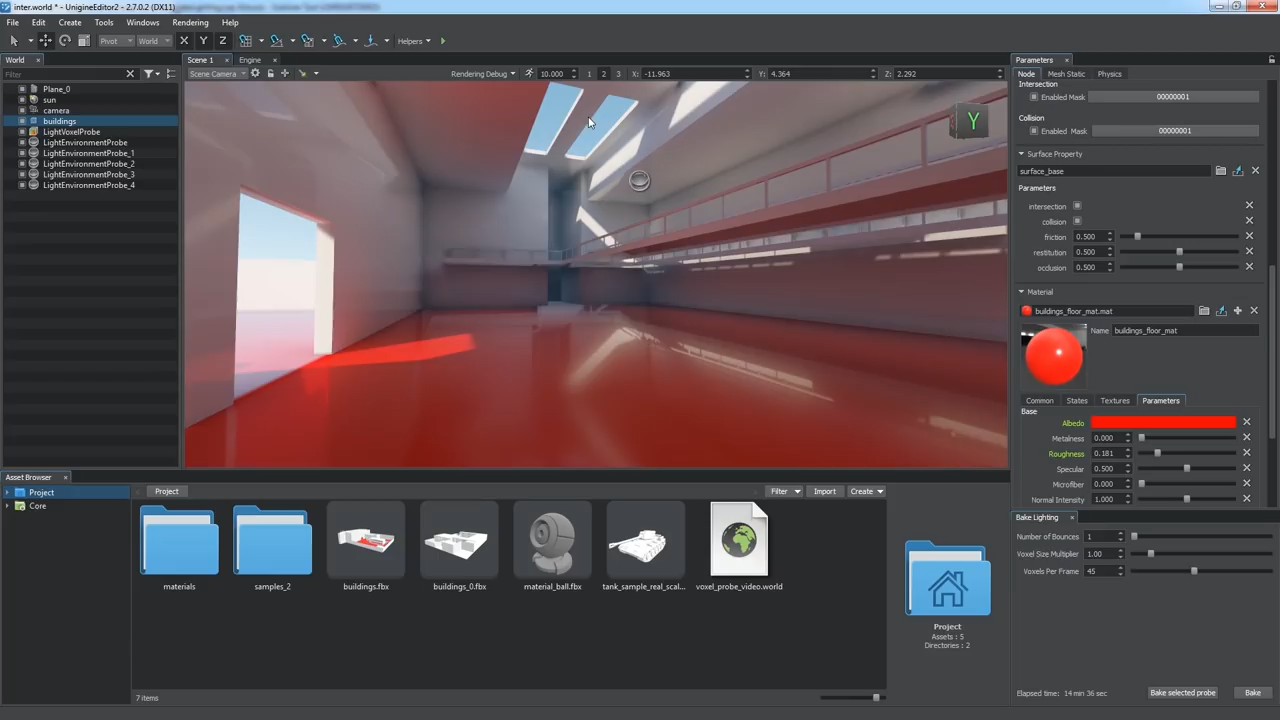 inter.world * - UnigineEditor2 - 2.7.0.2 (DX11)
File Edit Create Tools Windows Rendering Help
Pivot World X Y Z Helpers
World
Filter
Plane_0
sun
camera
buildings
LightVoxelProbe
LightEnvironmentProbe
LightEnvironmentProbe_1
LightEnvironmentProbe_2
LightEnvironmentProbe_3
LightEnvironmentProbe_4
Scene 1 Engine
Scene Camera Rendering Debug 10.000 1 2 3 X: -11.963 Y: 4.364 Z: 2.292
Y
Parameters
Node Mesh Static Physics
Intersection
Enabled Mask 00000001
Collision
Enabled Mask 00000001
Surface Property
surface_base
Parameters
intersection
collision
friction 0.500
restitution 0.500
occlusion 0.500
Material
buildings_floor_mat.mat
Name buildings_floor_mat
Common States Textures Parameters
Base
Albedo
Metalness 0.000
Roughness 0.181
Specular 0.500
Microfiber 0.000
Normal Intensity 1.000
Bake Lighting
Number of Bounces 1
Voxel Size Multiplier 1.00
Voxels Per Frame 45
Elapsed time: 14 min 36 sec Bake selected probe Bake
Asset Browser
Project
Core
Project Filter Import Create
materials
samples_2
buildings.fbx
buildings_0.fbx
material_ball.fbx
tank_sample_real_scal...
voxel_probe_video.world
Project
Assets : 5
Directories : 2
7 items